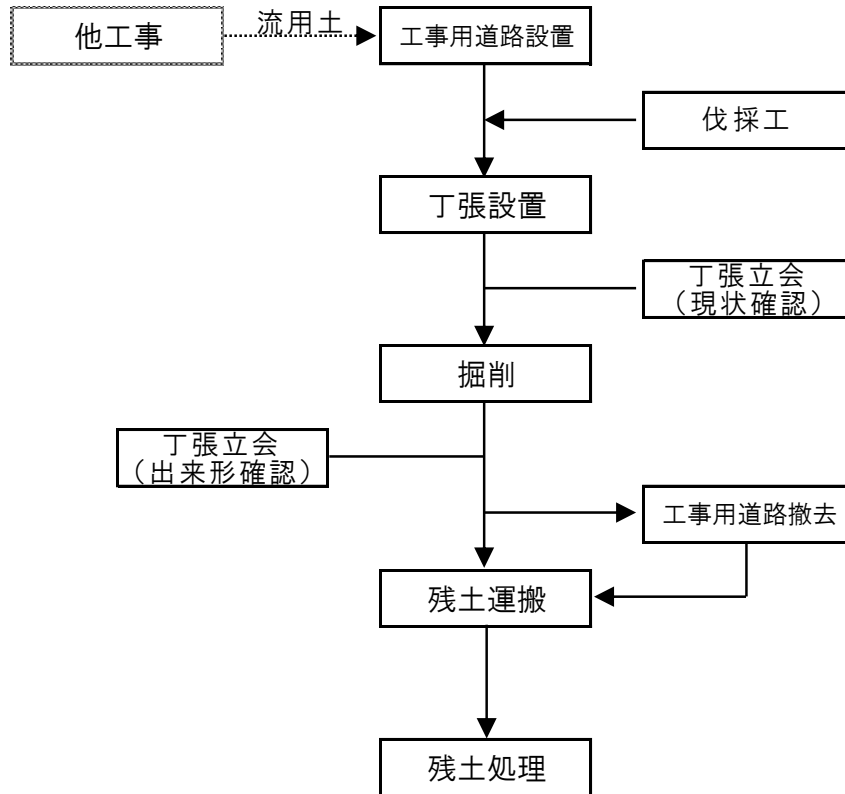 他工事
流用土
工事用道路設置
伐採工
丁張設置
丁張立会
（現状確認）
掘削
丁張立会
（出来形確認）
工事用道路撤去
残土運搬
残土処理